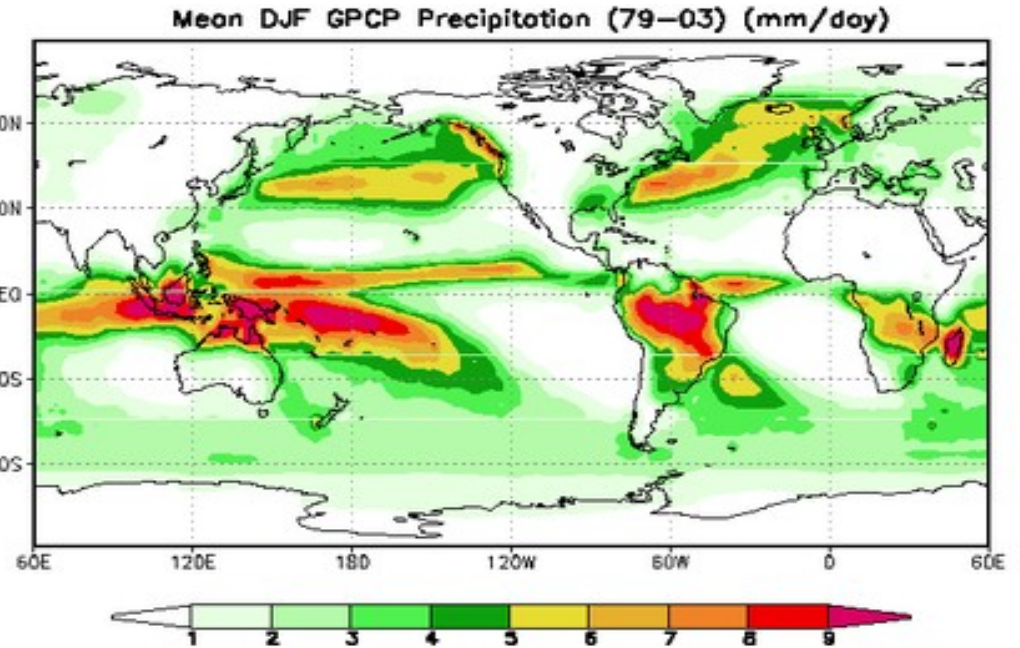 Mean DJF GPCP Precipitation (79-03) (mm/day)
0N
0N
EQ
0S
0S
60E 120E 180 120W 60W 0 60E
1 2 3 4 5 6 7 8 9